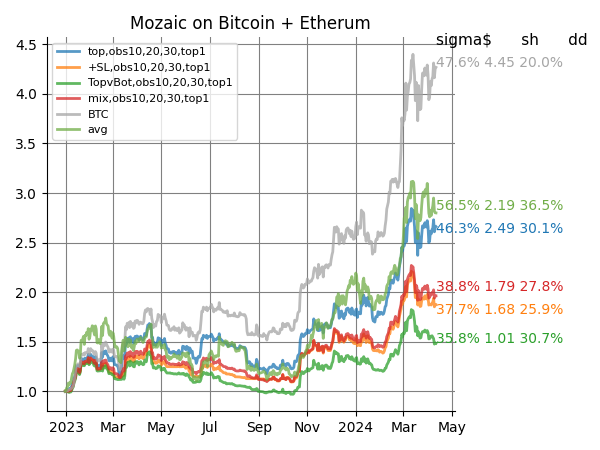 Mozaic on Bitcoin + Etherum
sigma$ sh dd
4.5
4.0
3.5
3.0
2.5
2.0
1.5
1.0
top,obs10,20,30,top1
+SL,obs10,20,30,top1
TopvBot,obs10,20,30,top1
mix,obs10,20,30,top1
BTC
avg
47.6% 4.45 20.0%
56.5% 2.19 36.5%
46.3% 2.49 30.1%
38.8% 1.79 27.8%
37.7% 1.68 25.9%
35.8% 1.01 30.7%
2023 Mar May Jul Sep Nov 2024 Mar May